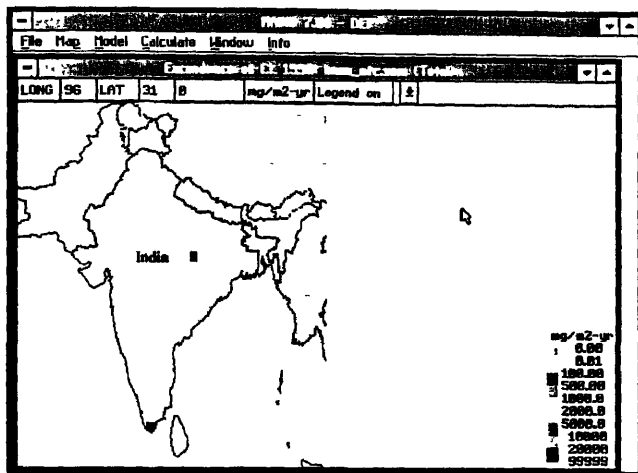 File Map Model Calculate Window Info
LONG 96 LAT 31 0 mg/m2-yr Legend on
India
mg/m2-yr
0.00
0.01
100.00
500.00
1000.0
2000.0
5000.0
10000
20000
99999